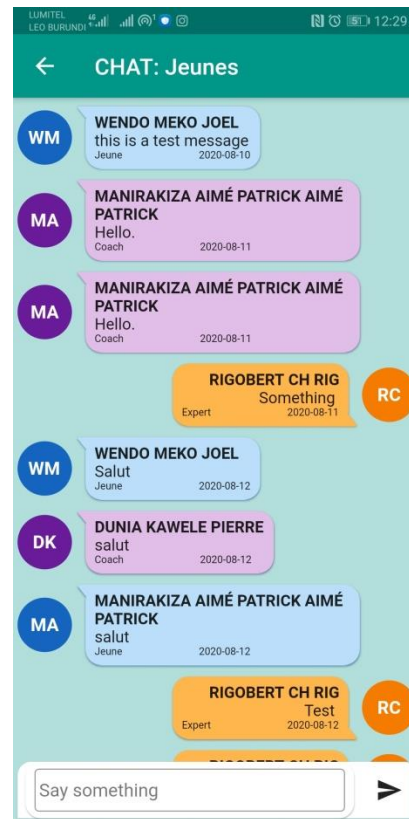 LUMITEL 4G
LEO BURUNDI 51 12:29
CHAT: Jeunes
WM
WENDO MEKO JOEL
this is a test message
Jeune 2020-08-10
MA
MANIRAKIZA AIMÉ PATRICK AIMÉ
PATRICK
Hello.
Coach 2020-08-11
MA
MANIRAKIZA AIMÉ PATRICK AIMÉ
PATRICK
Hello.
Coach 2020-08-11
RIGOBERT CH RIG
Something
Expert 2020-08-11
RC
WM
WENDO MEKO JOEL
Salut
Jeune 2020-08-12
DK
DUNIA KAWELE PIERRE
salut
Coach 2020-08-12
MA
MANIRAKIZA AIMÉ PATRICK AIMÉ
PATRICK
salut
Jeune 2020-08-12
RIGOBERT CH RIG
Test
Expert 2020-08-12
RC
Say something